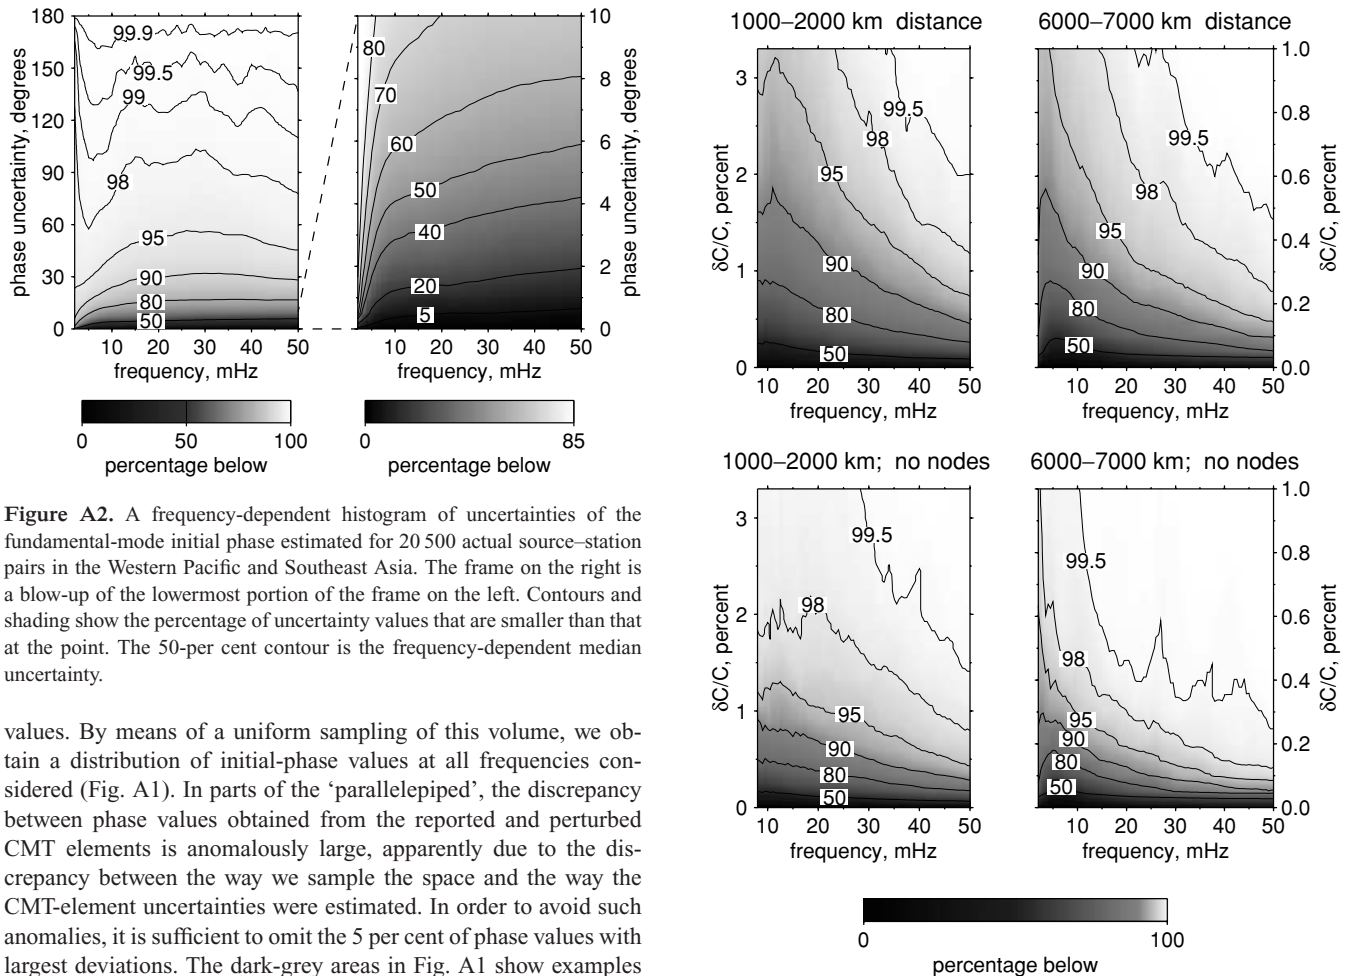 180
150
120
90
60
30
0
phase uncertainty, degrees
99.9
99.5
99
98
95
90
80
50
10 20 30 40 50
frequency, mHz
80
70
60
50
40
20
5
10
8
6
4
2
0
phase uncertainty, degrees
10 20 30 40 50
frequency, mHz
0 50 100
percentage below
0 85
percentage below
Figure A2. A frequency-dependent histogram of uncertainties of the
fundamental-mode initial phase estimated for 20 500 actual source–station
pairs in the Western Pacific and Southeast Asia. The frame on the right is
a blow-up of the lowermost portion of the frame on the left. Contours and
shading show the percentage of uncertainty values that are smaller than that
at the point. The 50-per cent contour is the frequency-dependent median
uncertainty.
values. By means of a uniform sampling of this volume, we ob-
tain a distribution of initial-phase values at all frequencies con-
sidered (Fig. A1). In parts of the ‘parallelepiped’, the discrepancy
between phase values obtained from the reported and perturbed
CMT elements is anomalously large, apparently due to the dis-
crepancy between the way we sample the space and the way the
CMT-element uncertainties were estimated. In order to avoid such
anomalies, it is sufficient to omit the 5 per cent of phase values with
largest deviations. The dark-grey areas in Fig. A1 show examples
1000–2000 km distance
3
2
1
0
δC/C, percent
99.5
98
95
90
80
50
10 20 30 40 50
frequency, mHz
6000–7000 km distance
99.5
98
95
90
80
50
1.0
0.8
0.6
0.4
0.2
0.0
δC/C, percent
10 20 30 40 50
frequency, mHz
1000–2000 km; no nodes
3
2
1
0
δC/C, percent
99.5
98
95
90
80
50
10 20 30 40 50
frequency, mHz
6000–7000 km; no nodes
99.5
98
95
90
80
50
1.0
0.8
0.6
0.4
0.2
0.0
δC/C, percent
10 20 30 40 50
frequency, mHz
0 100
percentage below